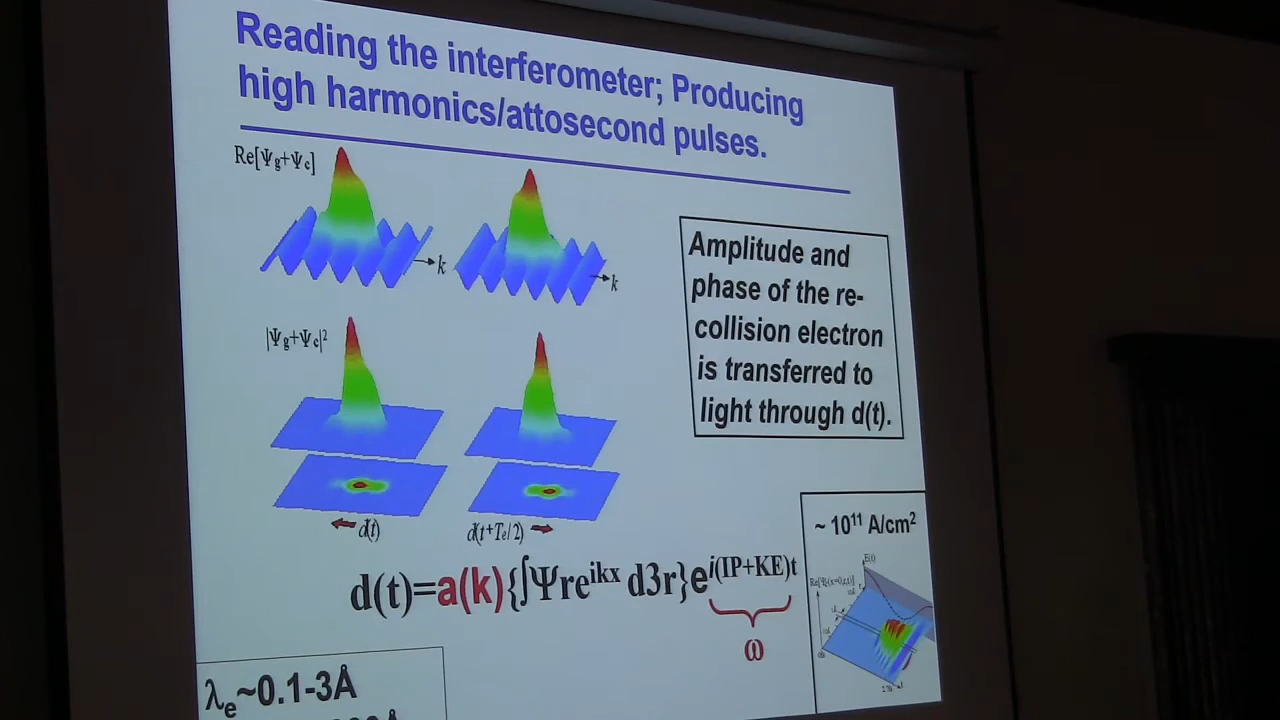 Reading the interferometer; Producing
high harmonics/attosecond pulses.
Re[Ψg+Ψc]
k
k
|Ψg+Ψc|²
d(t)
d(t+Te/2)
Amplitude and
phase of the re-
collision electron
is transferred to
light through d(t).
~ 10¹¹ A/cm²
E(t)
d(t)=a(k){∫Ψre^ikx d3r}e^i(IP+KE)t
ω
λe~0.1-3Å